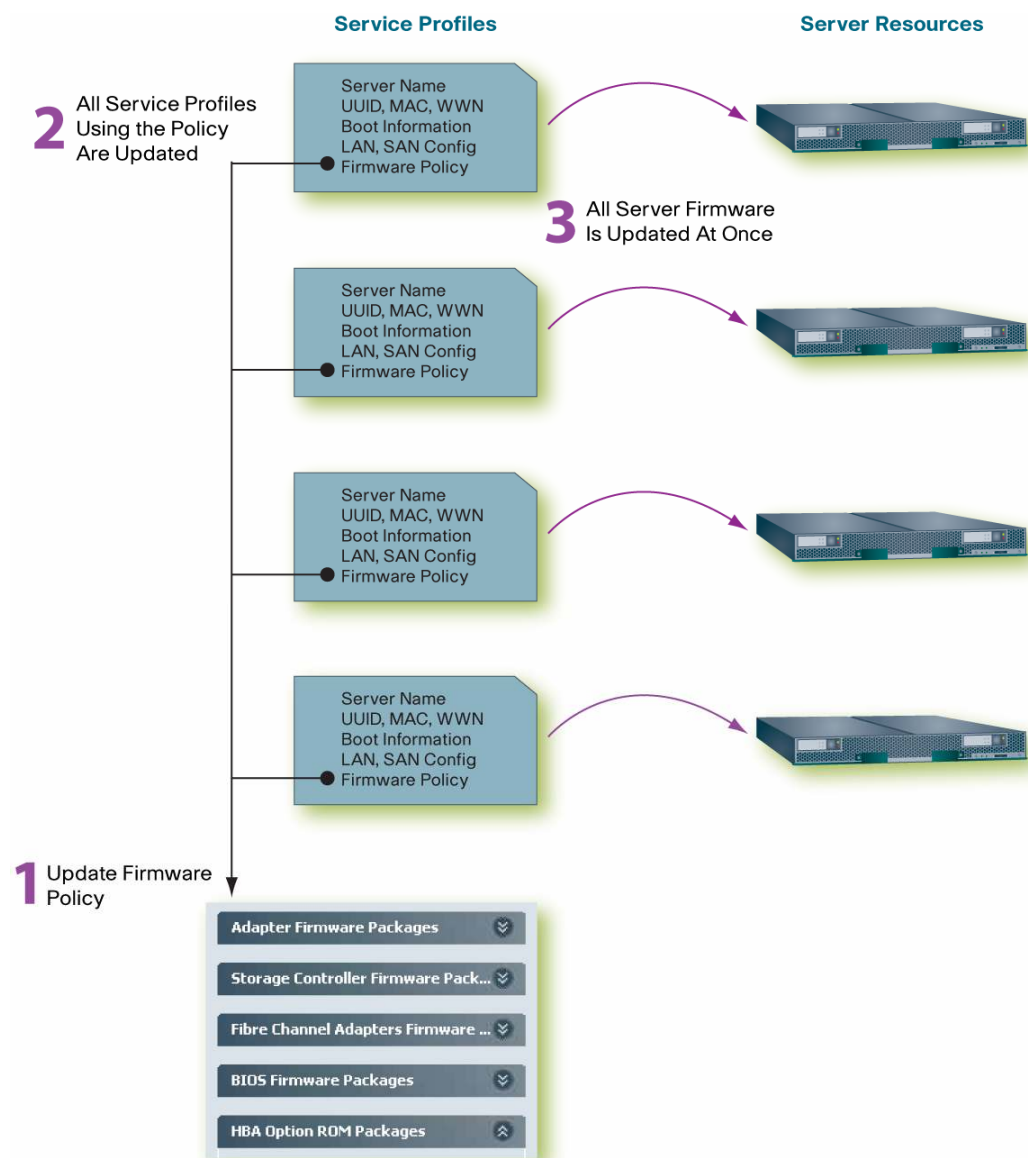 Service Profiles
Server Resources
2 All Service Profiles
Using the Policy
Are Updated
Server Name
UUID, MAC, WWN
Boot Information
LAN, SAN Config
Firmware Policy
3 All Server Firmware
Is Updated At Once
Server Name
UUID, MAC, WWN
Boot Information
LAN, SAN Config
Firmware Policy
Server Name
UUID, MAC, WWN
Boot Information
LAN, SAN Config
Firmware Policy
Server Name
UUID, MAC, WWN
Boot Information
LAN, SAN Config
Firmware Policy
1 Update Firmware
Policy
Adapter Firmware Packages
Storage Controller Firmware Pack...
Fibre Channel Adapters Firmware ...
BIOS Firmware Packages
HBA Option ROM Packages